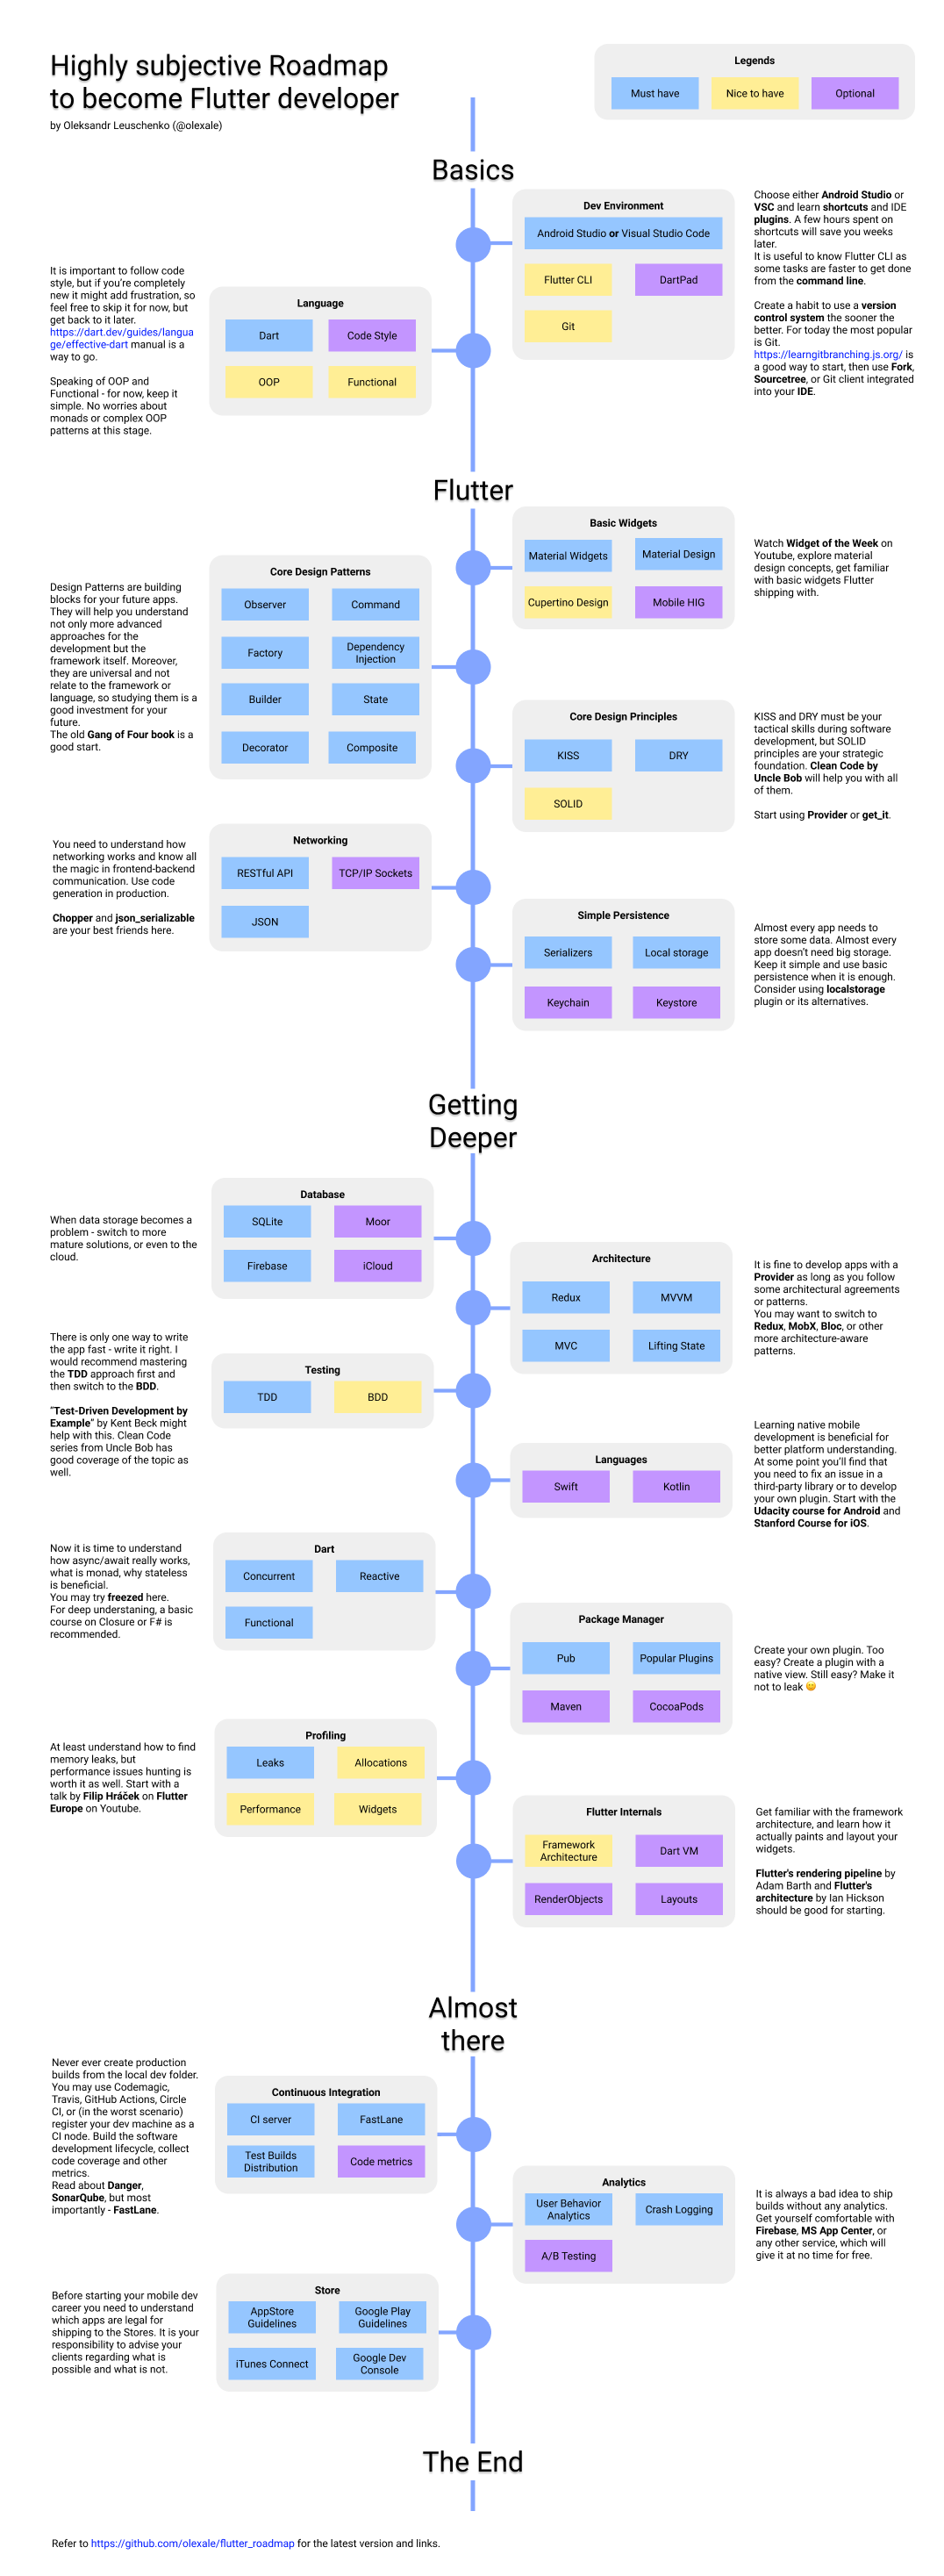 Highly subjective Roadmap
to become Flutter developer
by Oleksandr Leuschenko (@olexale)
Legends
Must have
Nice to have
Optional
Basics
Dev Environment
Android Studio or Visual Studio Code
Flutter CLI
DartPad
Git
Choose either Android Studio or
VSC and learn shortcuts and IDE
plugins. A few hours spent on
shortcuts will save you weeks
later.
It is useful to know Flutter CLI as
some tasks are faster to get done
from the command line.
Create a habit to use a version
control system the sooner the
better. For today the most popular
is Git.
https://learngitbranching.js.org/ is
a good way to start, then use Fork,
Sourcetree, or Git client integrated
into your IDE.
It is important to follow code
style, but if you're completely
new it might add frustration, so
feel free to skip it for now, but
get back to it later.
https://dart.dev/guides/langua
ge/effective-dart manual is a
way to go.
Speaking of OOP and
Functional - for now, keep it
simple. No worries about
monads or complex OOP
patterns at this stage.
Language
Dart
Code Style
OOP
Functional
Flutter
Basic Widgets
Material Widgets
Material Design
Cupertino Design
Mobile HIG
Watch Widget of the Week on
Youtube, explore material
design concepts, get familiar
with basic widgets Flutter
shipping with.
Design Patterns are building
blocks for your future apps.
They will help you understand
not only more advanced
approaches for the
development but the
framework itself. Moreover,
they are universal and not
relate to the framework or
language, so studying them is a
good investment for your
future.
The old Gang of Four book is a
good start.
Core Design Patterns
Observer
Command
Factory
Dependency
Injection
Builder
State
Decorator
Composite
Core Design Principles
KISS
DRY
SOLID
KISS and DRY must be your
tactical skills during software
development, but SOLID
principles are your strategic
foundation. Clean Code by
Uncle Bob will help you with all
of them.
Start using Provider or get_it.
You need to understand how
networking works and know all
the magic in frontend-backend
communication. Use code
generation in production.
Chopper and json_serializable
are your best friends here.
Networking
RESTful API
TCP/IP Sockets
JSON
Simple Persistence
Serializers
Local storage
Keychain
Keystore
Almost every app needs to
store some data. Almost every
app doesn't need big storage.
Keep it simple and use basic
persistence when it is enough.
Consider using localstorage
plugin or its alternatives.
Getting
Deeper
When data storage becomes a
problem - switch to more
mature solutions, or even to the
cloud.
Database
SQLite
Moor
Firebase
iCloud
Architecture
Redux
MVVM
MVC
Lifting State
It is fine to develop apps with a
Provider as long as you follow
some architectural agreements
or patterns.
You may want to switch to
Redux, MobX, Bloc, or other
more architecture-aware
patterns.
There is only one way to write
the app fast - write it right. I
would recommend mastering
the TDD approach first and
then switch to the BDD.
"Test-Driven Development by
Example" by Kent Beck might
help with this. Clean Code
series from Uncle Bob has
good coverage of the topic as
well.
Testing
TDD
BDD
Languages
Swift
Kotlin
Learning native mobile
development is beneficial for
better platform understanding.
At some point you'll find that
you need to fix an issue in a
third-party library or to develop
your own plugin. Start with the
Udacity course for Android and
Stanford Course for iOS.
Now it is time to understand
how async/await really works,
what is monad, why stateless
is beneficial.
You may try freezed here.
For deep understaning, a basic
course on Closure or F# is
recommended.
Dart
Concurrent
Reactive
Functional
Package Manager
Pub
Popular Plugins
Maven
CocoaPods
Create your own plugin. Too
easy? Create a plugin with a
native view. Still easy? Make it
not to leak 😀
At least understand how to find
memory leaks, but
performance issues hunting is
worth it as well. Start with a
talk by Filip Hráček on Flutter
Europe on Youtube.
Profiling
Leaks
Allocations
Performance
Widgets
Flutter Internals
Framework
Architecture
Dart VM
RenderObjects
Layouts
Get familiar with the framework
architecture, and learn how it
actually paints and layout your
widgets.
Flutter's rendering pipeline by
Adam Barth and Flutter's
architecture by Ian Hickson
should be good for starting.
Almost
there
Never ever create production
builds from the local dev folder.
You may use Codemagic,
Travis, GitHub Actions, Circle
CI, or (in the worst scenario)
register your dev machine as a
CI node. Build the software
development lifecycle, collect
code coverage and other
metrics.
Read about Danger,
SonarQube, but most
importantly - FastLane.
Continuous Integration
CI server
FastLane
Test Builds
Distribution
Code metrics
Analytics
User Behavior
Analytics
Crash Logging
A/B Testing
It is always a bad idea to ship
builds without any analytics.
Get yourself comfortable with
Firebase, MS App Center, or
any other service, which will
give it at no time for free.
Before starting your mobile dev
career you need to understand
which apps are legal for
shipping to the Stores. It is your
responsibility to advise your
clients regarding what is
possible and what is not.
Store
AppStore
Guidelines
Google Play
Guidelines
iTunes Connect
Google Dev
Console
The End
Refer to https://github.com/olexale/flutter_roadmap for the latest version and links.